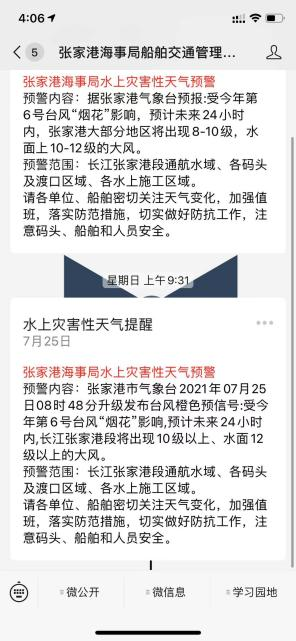 4:06
5
张家港海事局船舶交通管理...
张家港海事局水上灾害性天气预警
预警内容：据张家港气象台预报:受今年
第6号台风“烟花”影响，预计未来24小时
内，张家港大部分地区将出现8-10级，水
面上10-12级的大风。
预警范围：长江张家港段通航水域、各码头
及渡口区域、各水上施工区域。
请各单位、船舶密切关注天气变化，加强值
班，落实防范措施，切实做好防抗工作，注
意码头、船舶和人员安全。
星期日 上午9:31
水上灾害性天气提醒
7月25日
张家港海事局水上灾害性天气预警
预警内容：张家港市气象台2021年07月25
日08时48分升级发布台风橙色预信号:受今
年第6号台风“烟花”影响,预计未来24小时
内,长江张家港段将出现10级以上、水面12
级以上的大风。
预警范围：长江张家港段通航水域、各码头
及渡口区域、各水上施工区域。
请各单位、船舶密切关注天气变化，加强值
班，落实防范措施，切实做好防抗工作，注
意码头、船舶和人员安全。
微公开
微信息
学习园地